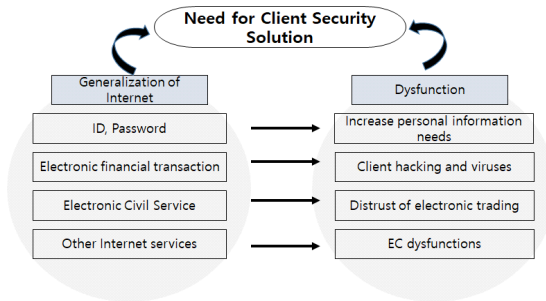 Need for Client Security
Solution
Generalization of
Internet
Dysfunction
ID, Password
Increase personal information
needs
Electronic financial transaction
Client hacking and viruses
Electronic Civil Service
Distrust of electronic trading
Other Internet services
EC dysfunctions